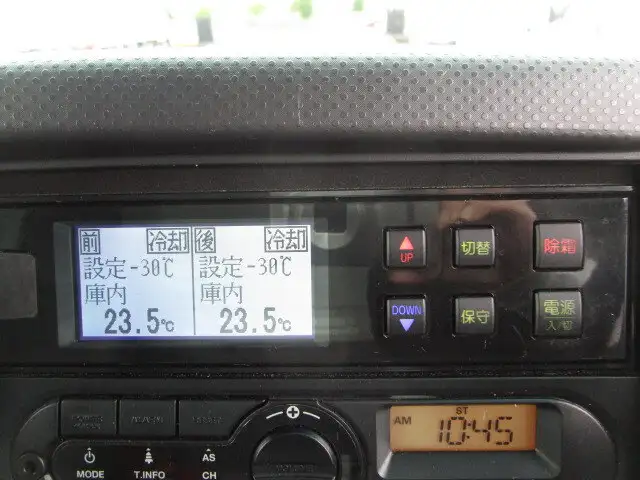 前 冷却 後 冷却
設定-30℃ 設定-30℃
庫内 庫内
23.5℃ 23.5℃
UP
切替
除霜
DOWN
保守
電源
入/切
AM ST
10:45
MODE
T.INFO
AS
CH